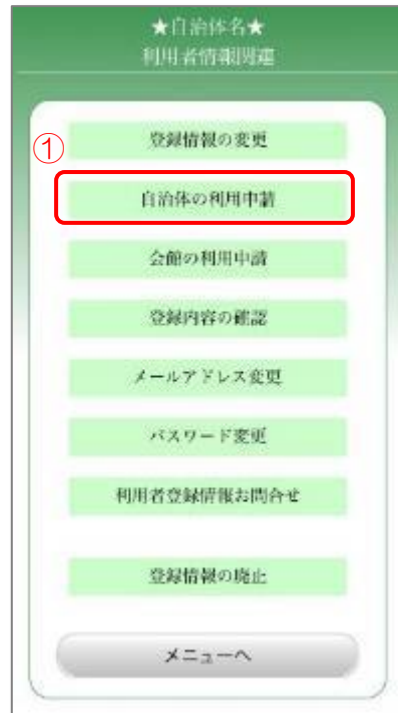 ★自治体名★
利用者情報関連
登録情報の変更
①
自治体の利用申請
会館の利用申請
登録内容の確認
メールアドレス変更
パスワード変更
利用者登録情報お問合せ
登録情報の廃止
メニューへ